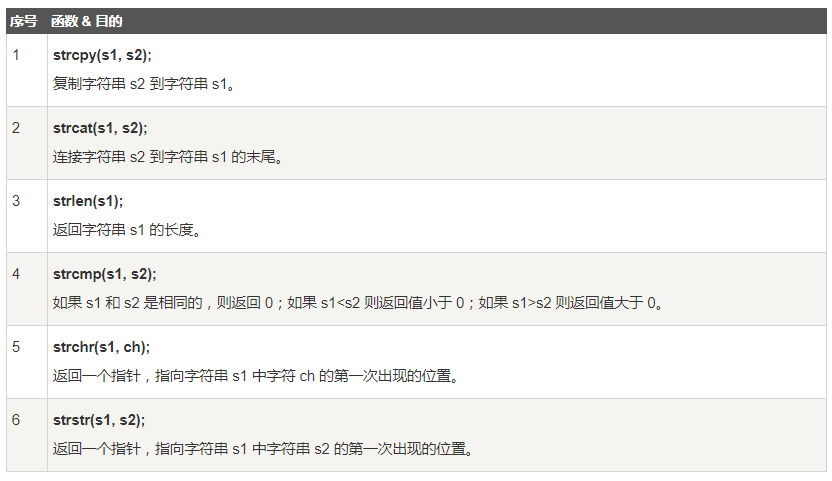 序号 函数 & 目的
1 strcpy(s1, s2);
复制字符串 s2 到字符串 s1。
2 strcat(s1, s2);
连接字符串 s2 到字符串 s1 的末尾。
3 strlen(s1);
返回字符串 s1 的长度。
4 strcmp(s1, s2);
如果 s1 和 s2 是相同的，则返回 0；如果 s1<s2 则返回值小于 0；如果 s1>s2 则返回值大于 0。
5 strchr(s1, ch);
返回一个指针，指向字符串 s1 中字符 ch 的第一次出现的位置。
6 strstr(s1, s2);
返回一个指针，指向字符串 s1 中字符串 s2 的第一次出现的位置。